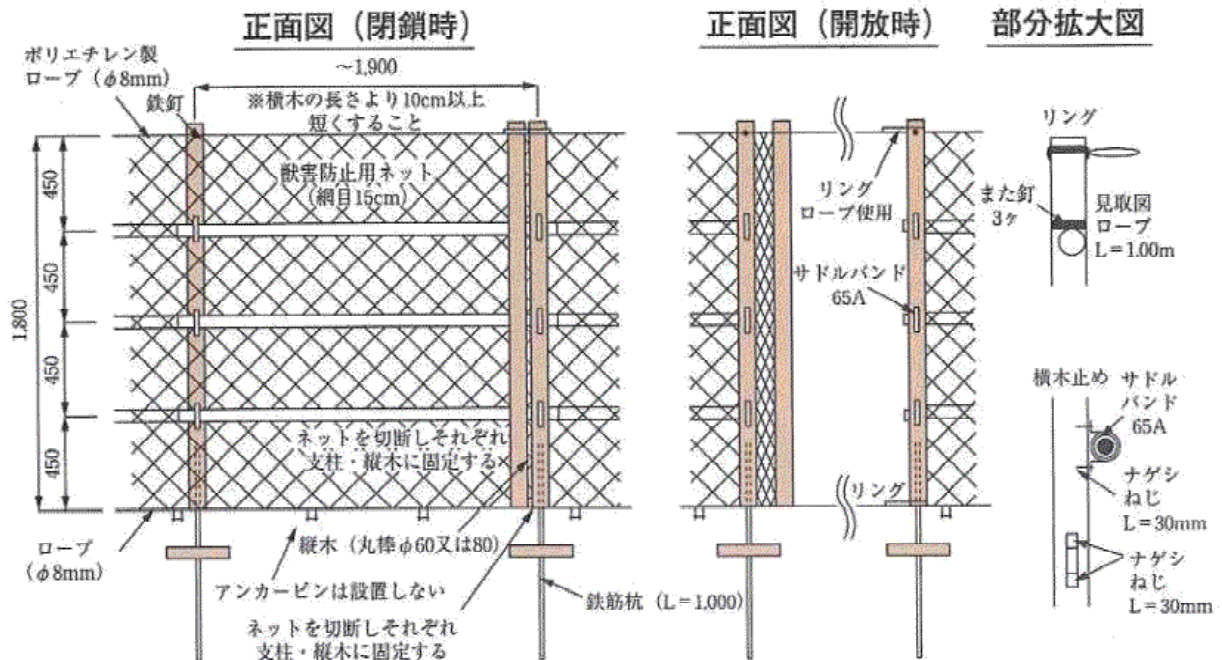 正面図（閉鎖時）
正面図（開放時）
部分拡大図
ポリエチレン製
ロープ（φ8mm）
鉄釘
～1,900
※横木の長さより10cm以上
短くすること
獣害防止用ネット
（網目15cm）
450
450
450
450
1,800
ネットを切断しそれぞれ
支柱・縦木に固定する
ロープ
（φ8mm）
縦木（丸棒φ60又は80）
アンカーピンは設置しない
ネットを切断しそれぞれ
支柱・縦木に固定する
鉄筋杭（L＝1,000）
リング
ロープ使用
サドルバンド
65A
リング
リング
また釘
3ヶ
見取図
ロープ
L＝1.00m
横木止め
サドル
バンド
65A
ナゲシ
ねじ
L＝30mm
ナゲシ
ねじ
L＝30mm